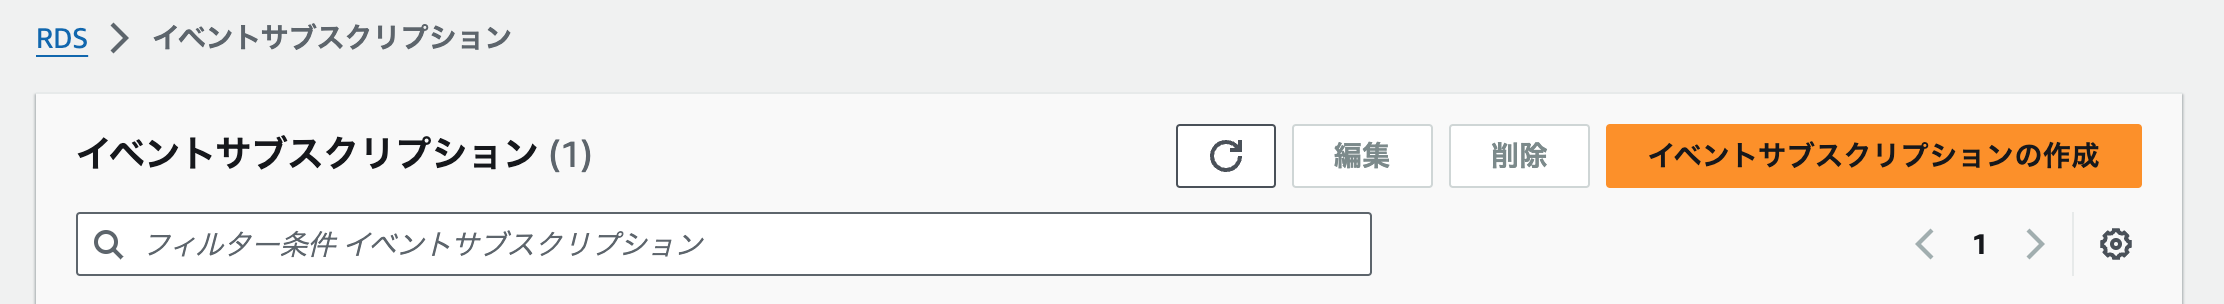 RDS > イベントサブスクリプション
イベントサブスクリプション (1)
編集 削除 イベントサブスクリプションの作成
フィルター条件 イベントサブスクリプション
1